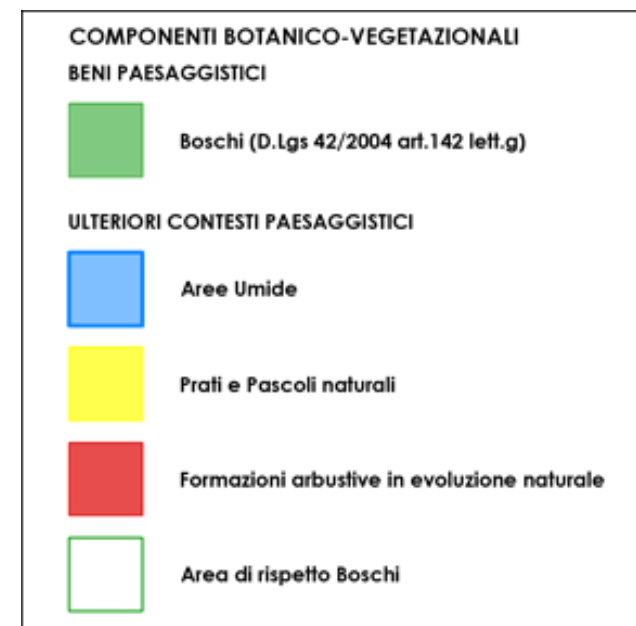 COMPONENTI BOTANICO-VEGETAZIONALI
BENI PAESAGGISTICI
Boschi (D.Lgs 42/2004 art.142 lett.g)
ULTERIORI CONTESTI PAESAGGISTICI
Aree Umide
Prati e Pascoli naturali
Formazioni arbustive in evoluzione naturale
Area di rispetto Boschi